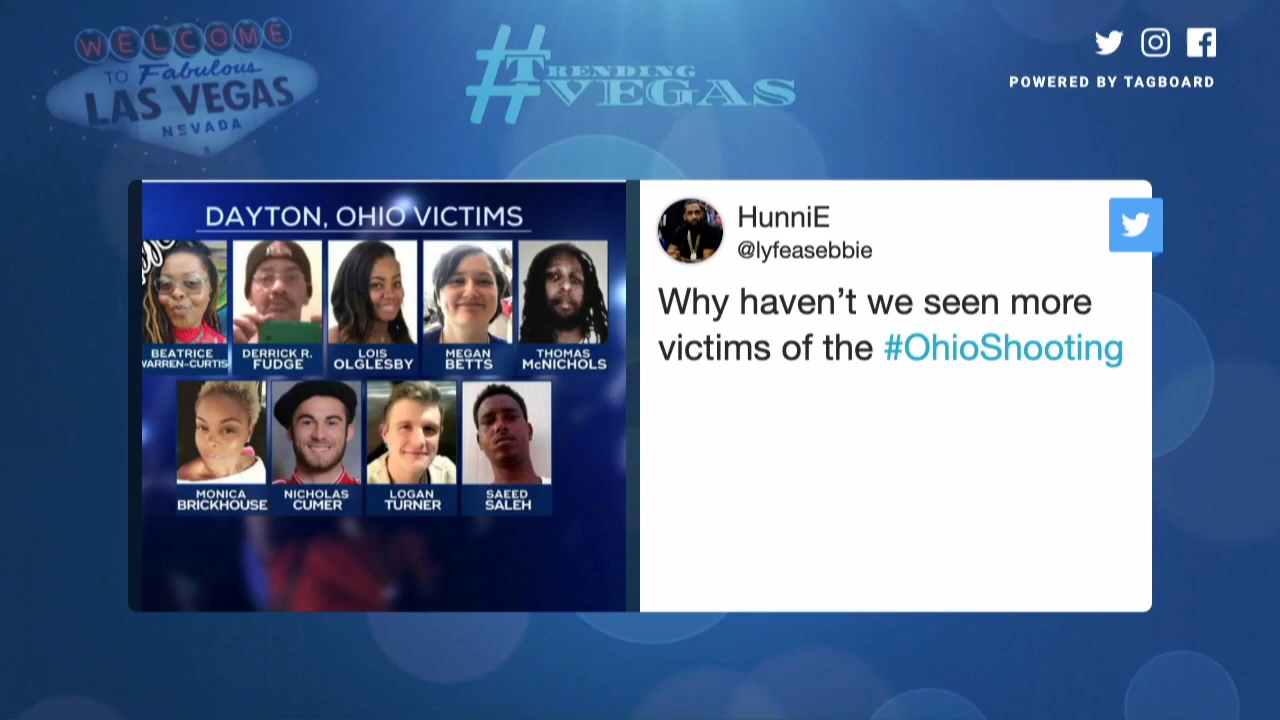 WELCOME
TO Fabulous
LAS VEGAS
NEVADA
#TRENDING
VEGAS
POWERED BY TAGBOARD
DAYTON, OHIO VICTIMS
BEATRICE
WARREN-CURTIS
DERRICK R.
FUDGE
LOIS
OLGLESBY
MEGAN
BETTS
THOMAS
McNICHOLS
MONICA
BRICKHOUSE
NICHOLAS
CUMER
LOGAN
TURNER
SAEED
SALEH
HunniE
@lyfeasebbie
Why haven’t we seen more
victims of the #OhioShooting